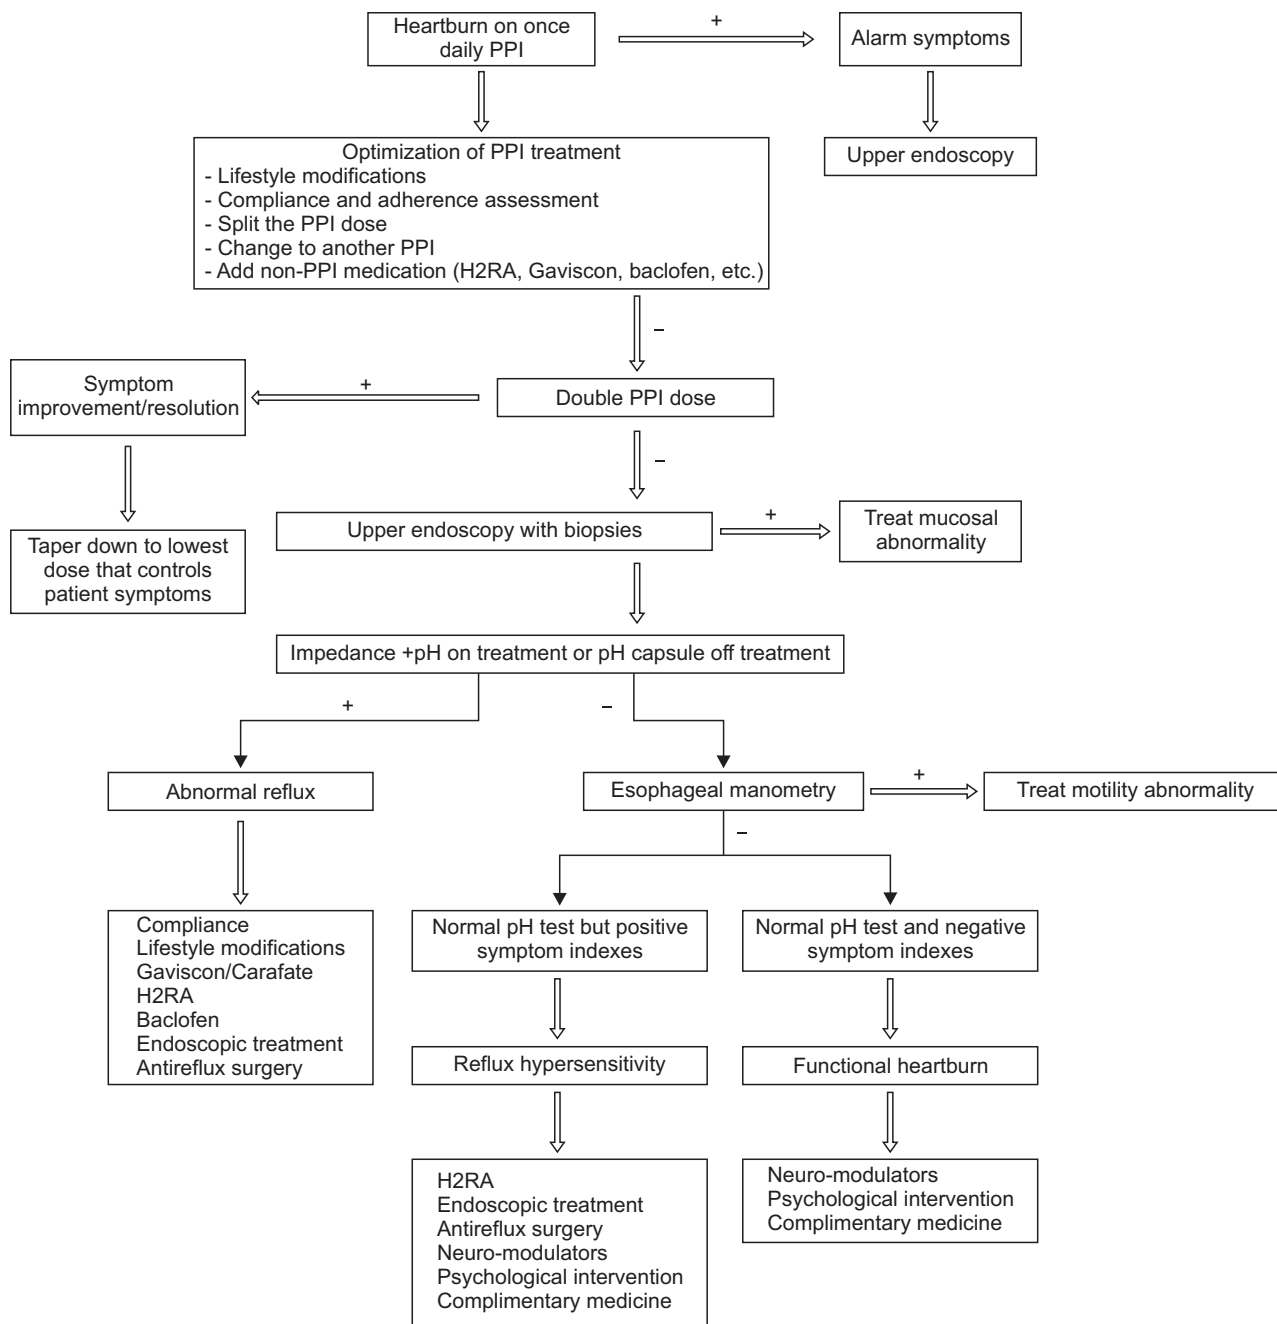 Heartburn on once
daily PPI
+
Alarm symptoms
Upper endoscopy
Optimization of PPI treatment
- Lifestyle modifications
- Compliance and adherence assessment
- Split the PPI dose
- Change to another PPI
- Add non-PPI medication (H2RA, Gaviscon, baclofen, etc.)
–
Symptom
improvement/resolution
+
Double PPI dose
–
Taper down to lowest
dose that controls
patient symptoms
Upper endoscopy with biopsies
+
Treat mucosal
abnormality
Impedance +pH on treatment or pH capsule off treatment
+
–
Abnormal reflux
Esophageal manometry
+
Treat motility abnormality
–
Compliance
Lifestyle modifications
Gaviscon/Carafate
H2RA
Baclofen
Endoscopic treatment
Antireflux surgery
Normal pH test but positive
symptom indexes
Normal pH test and negative
symptom indexes
Reflux hypersensitivity
Functional heartburn
H2RA
Endoscopic treatment
Antireflux surgery
Neuro-modulators
Psychological intervention
Complimentary medicine
Neuro-modulators
Psychological intervention
Complimentary medicine